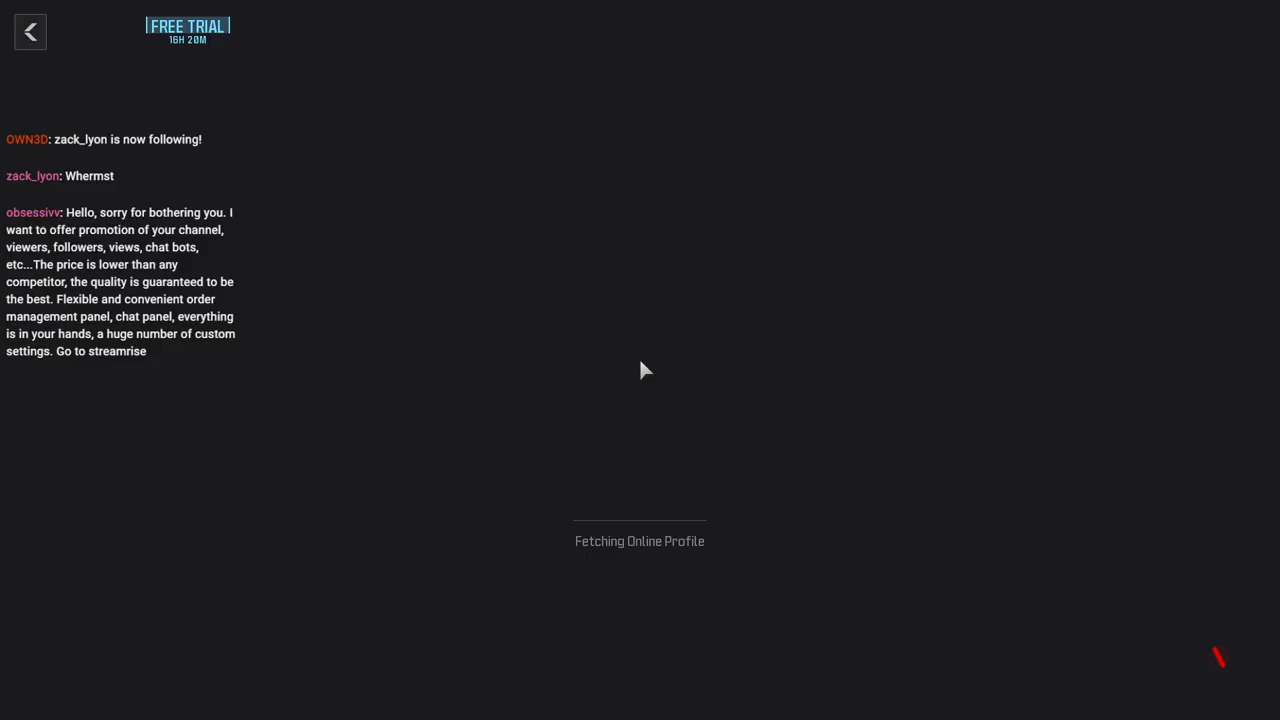 FREE TRIAL
16H 20M
OWN3D: zack_lyon is now following!
zack_lyon: Whermst
obsessivv: Hello, sorry for bothering you. I
want to offer promotion of your channel,
viewers, followers, views, chat bots,
etc...The price is lower than any
competitor, the quality is guaranteed to be
the best. Flexible and convenient order
management panel, chat panel, everything
is in your hands, a huge number of custom
settings. Go to streamrise
Fetching Online Profile